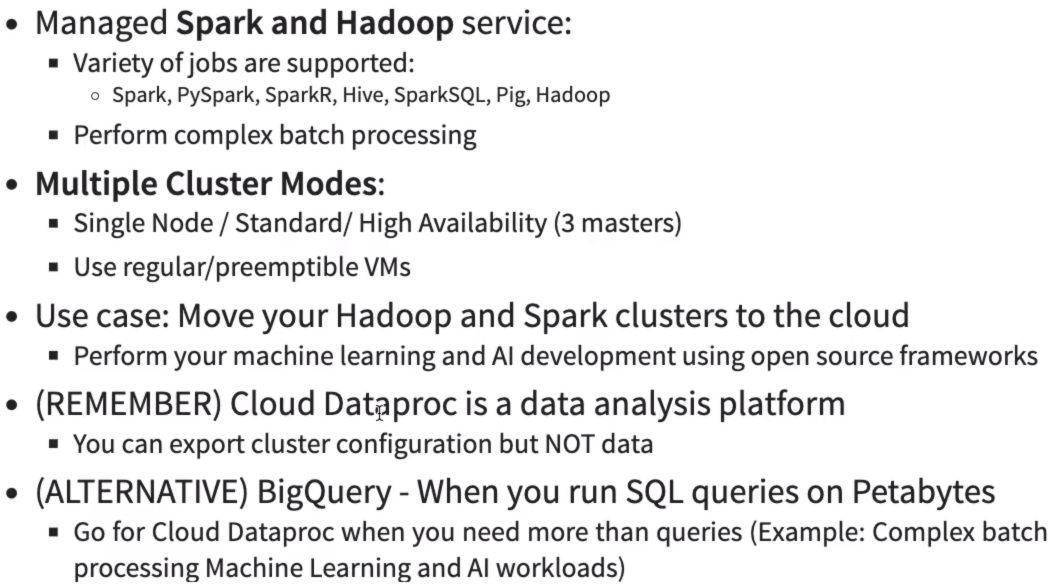 • Managed Spark and Hadoop service:
▪ Variety of jobs are supported:
○ Spark, PySpark, SparkR, Hive, SparkSQL, Pig, Hadoop
▪ Perform complex batch processing
• Multiple Cluster Modes:
▪ Single Node / Standard/ High Availability (3 masters)
▪ Use regular/preemptible VMs
• Use case: Move your Hadoop and Spark clusters to the cloud
▪ Perform your machine learning and AI development using open source frameworks
• (REMEMBER) Cloud Dataproc is a data analysis platform
▪ You can export cluster configuration but NOT data
• (ALTERNATIVE) BigQuery - When you run SQL queries on Petabytes
▪ Go for Cloud Dataproc when you need more than queries (Example: Complex batch
processing Machine Learning and AI workloads)